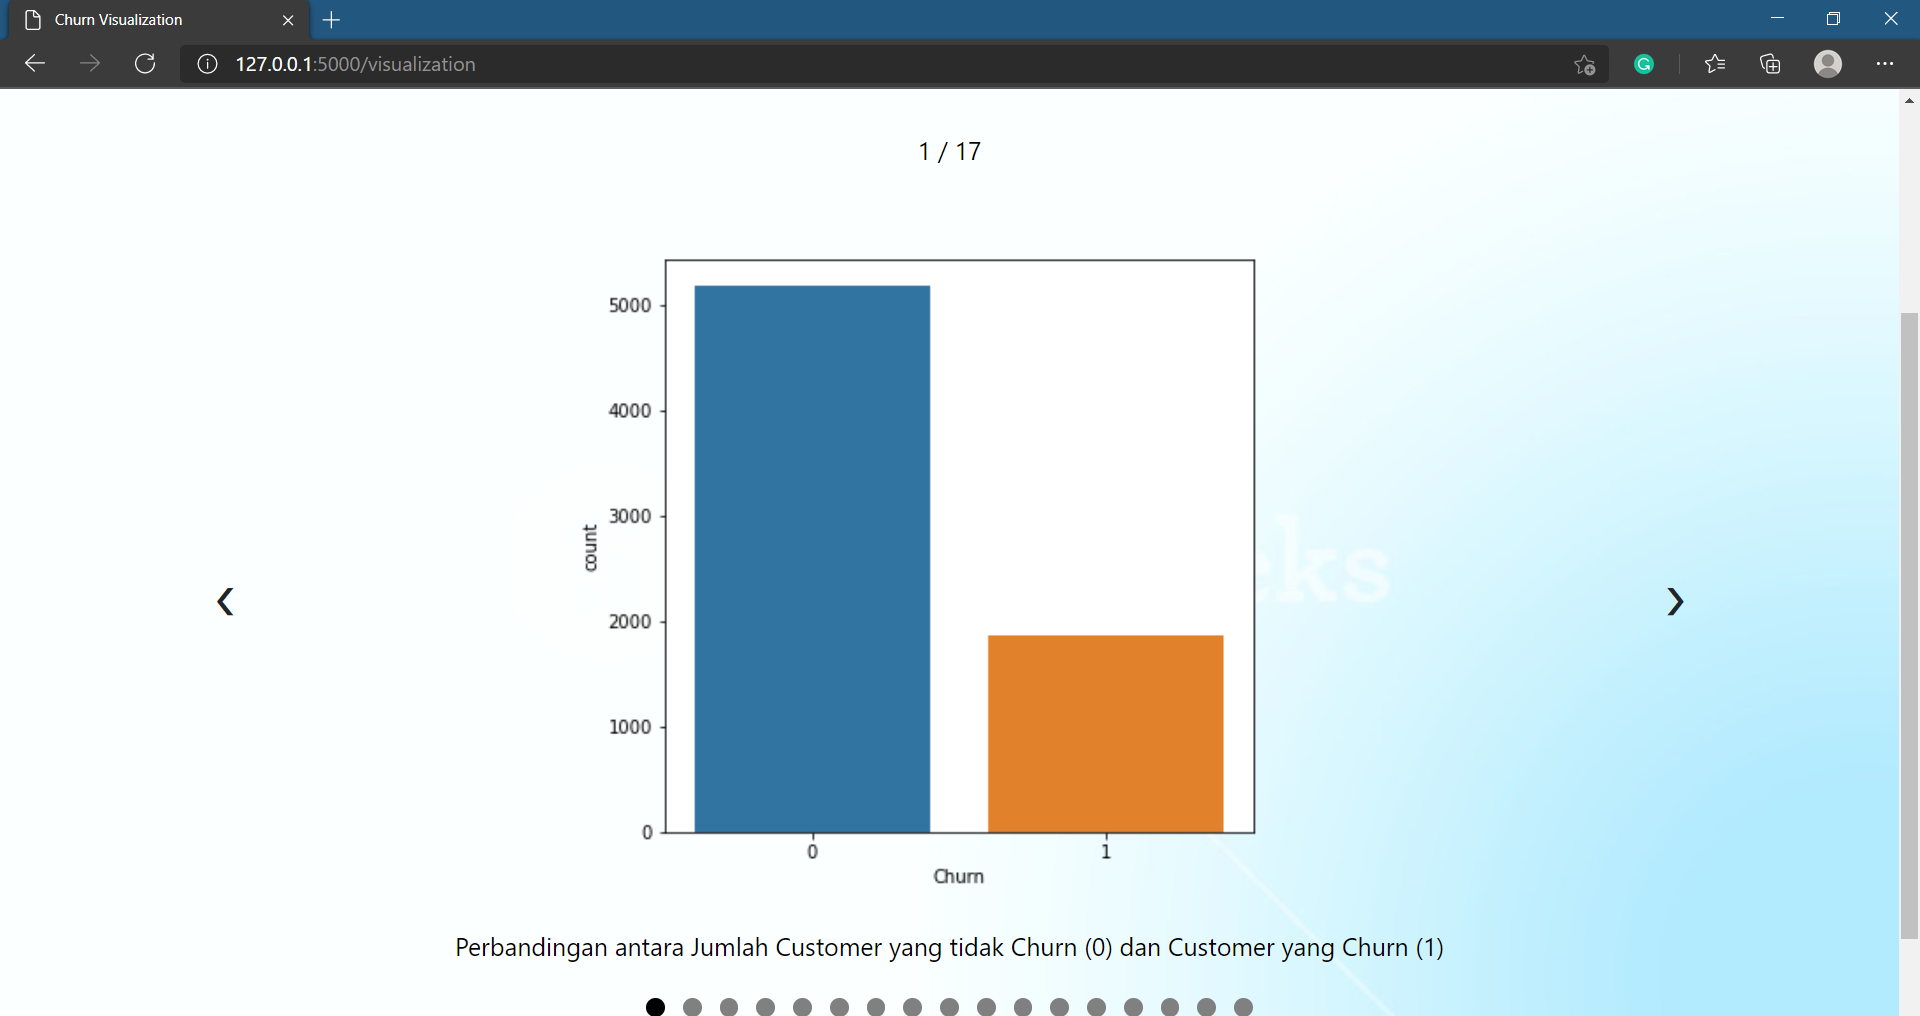 Churn Visualization
127.0.0.1:5000/visualization
1 / 17
5000
4000
3000
2000
1000
0
count
0 1
Churn
Perbandingan antara Jumlah Customer yang tidak Churn (0) dan Customer yang Churn (1)